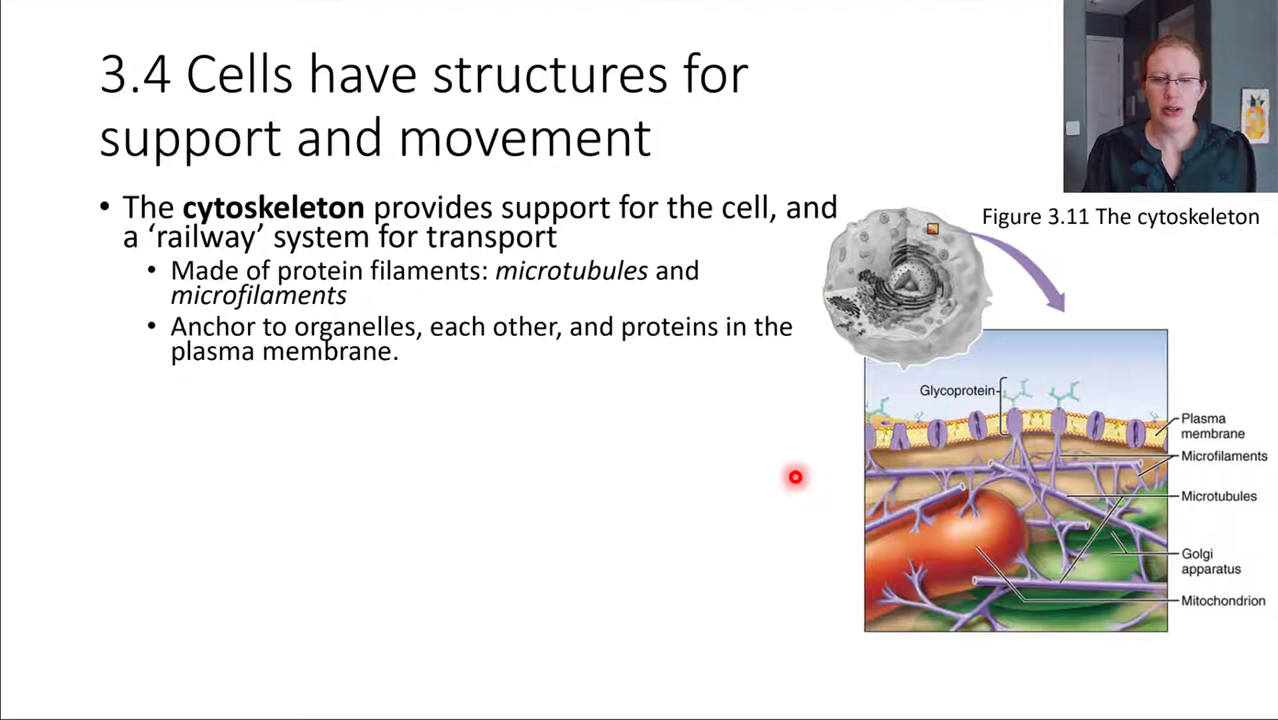 3.4 Cells have structures for
support and movement
• The cytoskeleton provides support for the cell, and
a ‘railway’ system for transport
• Made of protein filaments: microtubules and
microfilaments
• Anchor to organelles, each other, and proteins in the
plasma membrane.
Figure 3.11 The cytoskeleton
Glycoprotein
Plasma
membrane
Microfilaments
Microtubules
Golgi
apparatus
Mitochondrion